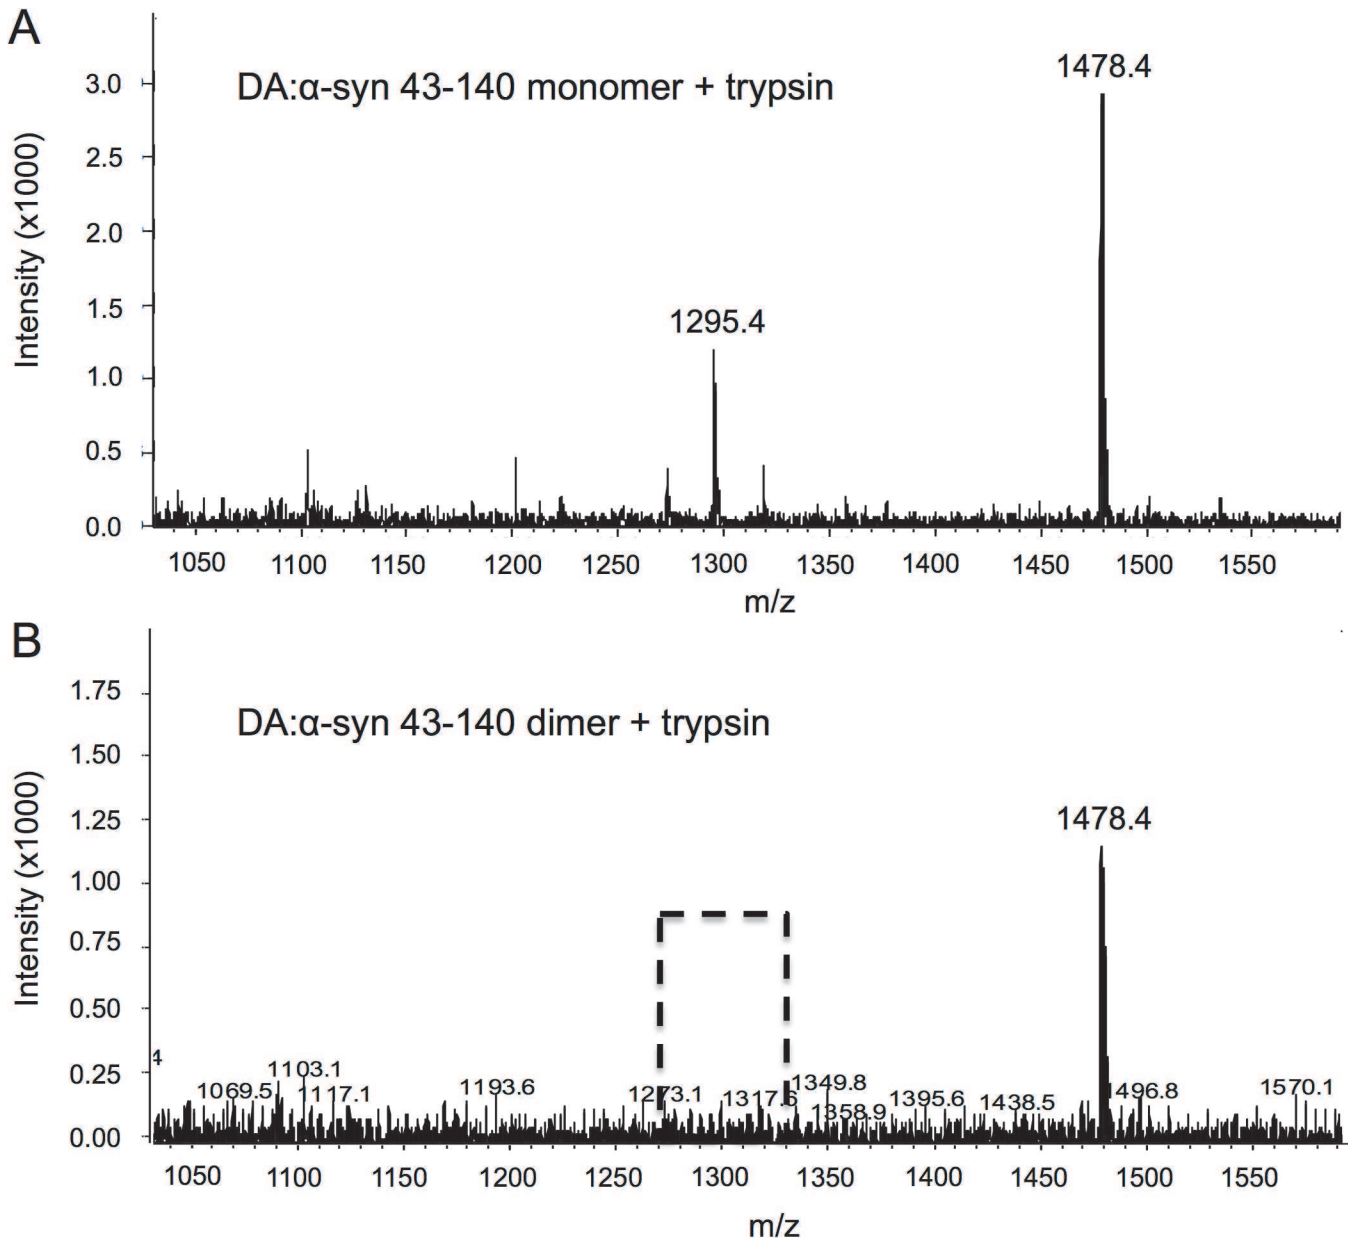 A
DA:α-syn 43-140 monomer + trypsin
1478.4
1295.4
3.0
2.5
2.0
1.5
1.0
0.5
0.0
Intensity (x1000)
1050 1100 1150 1200 1250 1300 1350 1400 1450 1500 1550
m/z
B
DA:α-syn 43-140 dimer + trypsin
1478.4
1.75
1.50
1.25
1.00
0.75
0.50
0.25
0.00
Intensity (x1000)
4
1069.5 1103.1 1117.1 1193.6 1273.1 1317.6 1349.8 1358.9 1395.6 1438.5 1496.8 1570.1
1050 1100 1150 1200 1250 1300 1350 1400 1450 1500 1550
m/z